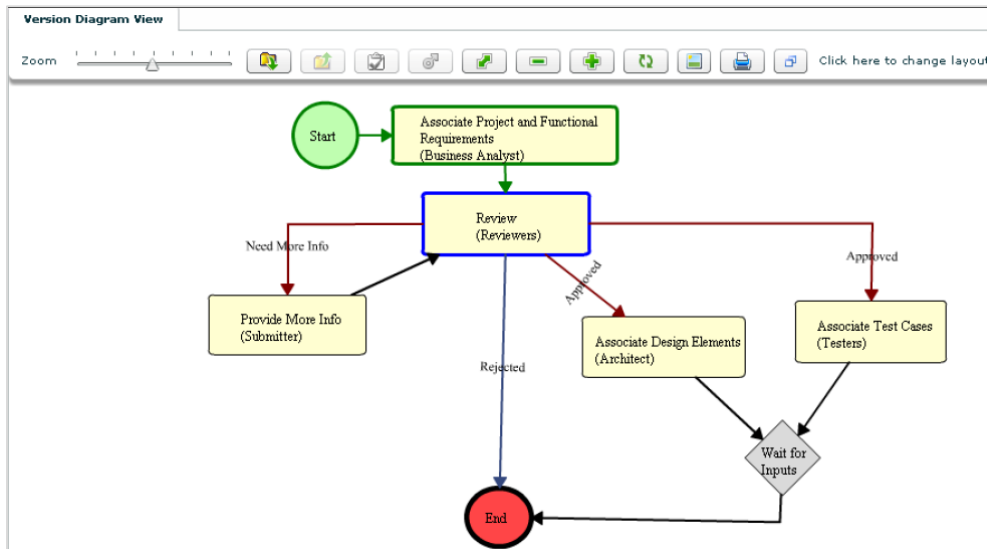 Version Diagram View
Zoom
Click here to change layout
Start
Associate Project and Functional
Requirements
(Business Analyst)
Review
(Reviewers)
Need More Info
Approved
Approved
Provide More Info
(Submitter)
Associate Design Elements
(Architect)
Associate Test Cases
(Testers)
Rejected
Wait for
Inputs
End